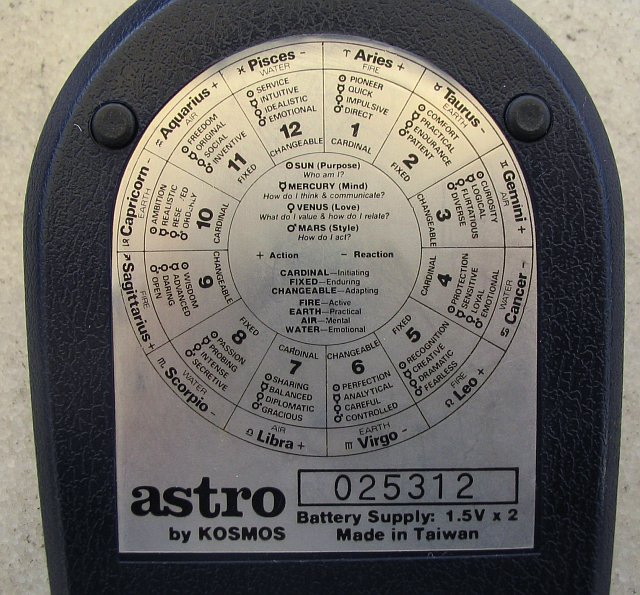 Aries +
FIRE
PIONEER
QUICK
IMPULSIVE
DIRECT
1
CARDINAL
Taurus -
EARTH
COMFORT
PRACTICAL
ENDURANCE
PATIENT
2
FIXED
Gemini +
AIR
CURIOSITY
LOGICAL
FLIRTATIOUS
DIVERSE
3
CHANGEABLE
Cancer -
WATER
PROTECTION
SENSITIVE
LOYAL
EMOTIONAL
4
CARDINAL
Leo +
FIRE
RECOGNITION
CREATIVE
DRAMATIC
FEARLESS
5
FIXED
Virgo -
EARTH
PERFECTION
ANALYTICAL
CAREFUL
CONTROLLED
6
CHANGEABLE
Libra +
AIR
SHARING
BALANCED
DIPLOMATIC
GRACIOUS
7
CARDINAL
Scorpio -
WATER
PASSION
PROBING
INTENSE
SECRETIVE
8
FIXED
Sagittarius +
FIRE
WISDOM
ADVANCED
DARING
OPEN
9
CHANGEABLE
Capricorn -
EARTH
AMBITION
REALISTIC
RESERVED
ORDERLY
10
CARDINAL
Aquarius +
AIR
FREEDOM
ORIGINAL
SOCIAL
INVENTIVE
11
FIXED
Pisces -
WATER
SERVICE
INTUITIVE
IDEALISTIC
EMOTIONAL
12
CHANGEABLE
☉ SUN (Purpose)
Who am I?
☿ MERCURY (Mind)
How do I think & communicate?
♀ VENUS (Love)
What do I value & how do I relate?
♂ MARS (Style)
How do I act?
+ Action - Reaction
CARDINAL—Initiating
FIXED—Enduring
CHANGEABLE—Adapting
FIRE—Active
EARTH—Practical
AIR—Mental
WATER—Emotional
astro
by KOSMOS
025312
Battery Supply: 1.5V x 2
Made in Taiwan